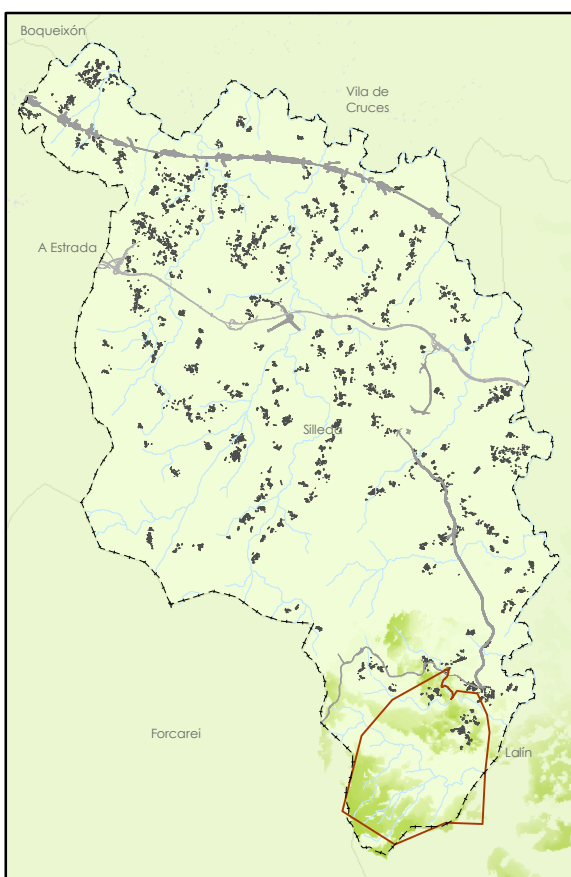 Boqueixón
Vila de
Cruces
A Estrada
Silleda
Forcarei
Lalín